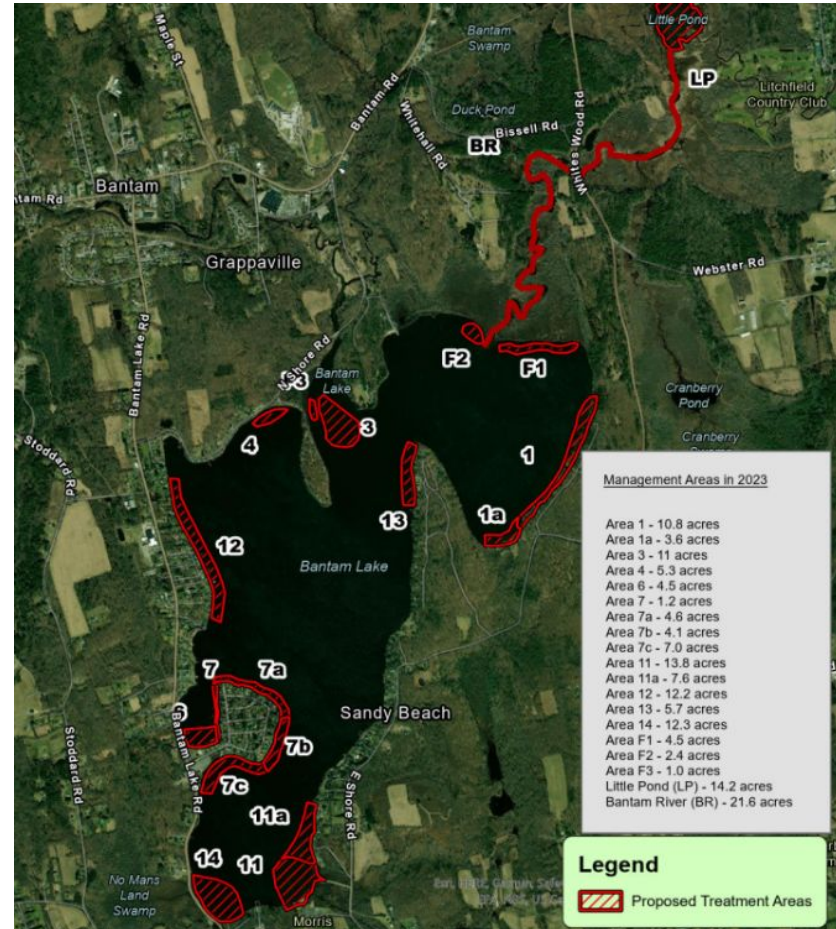 Little Pond
Maple St
Bantam
Swamp
LP
Bantam Rd
Litchfield
Country Club
Duck Pond
Whitehall Rd
Bissell Rd
BR
Whites Wood Rd
Bantam
Grappaville
Webster Rd
Bantam Lake Rd
N Shore Rd
F2
F1
Bantam
Lake
Cranberry
Pond
4
3
Cranberry
1
Stoddard Rd
13
1a
12
Bantam Lake
7
7a
6
Sandy Beach
Stoddard Rd
Bantam Lake Rd
7b
7c
E Shore Rd
11a
14
11
No Mans
Land
Swamp
Morris
Management Areas in 2023
Area 1 - 10.8 acres
Area 1a - 3.6 acres
Area 3 - 11 acres
Area 4 - 5.3 acres
Area 6 - 4.5 acres
Area 7 - 1.2 acres
Area 7a - 4.6 acres
Area 7b - 4.1 acres
Area 7c - 7.0 acres
Area 11 - 13.8 acres
Area 11a - 7.6 acres
Area 12 - 12.2 acres
Area 13 - 5.7 acres
Area 14 - 12.3 acres
Area F1 - 4.5 acres
Area F2 - 2.4 acres
Area F3 - 1.0 acres
Little Pond (LP) - 14.2 acres
Bantam River (BR) - 21.6 acres
Legend
Proposed Treatment Areas